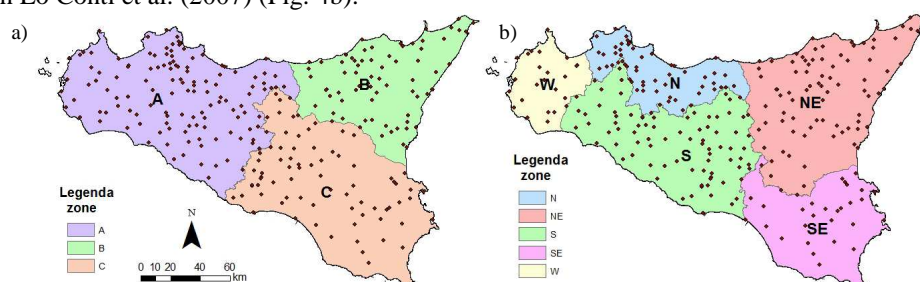 n Lo Conti et al. (2007) (Fig. 4b).
a)
A
B
C
Legenda
zone
A
B
C
N
0 10 20 40 60
km
b)
W
N
NE
S
SE
Legenda
zone
N
NE
S
SE
W